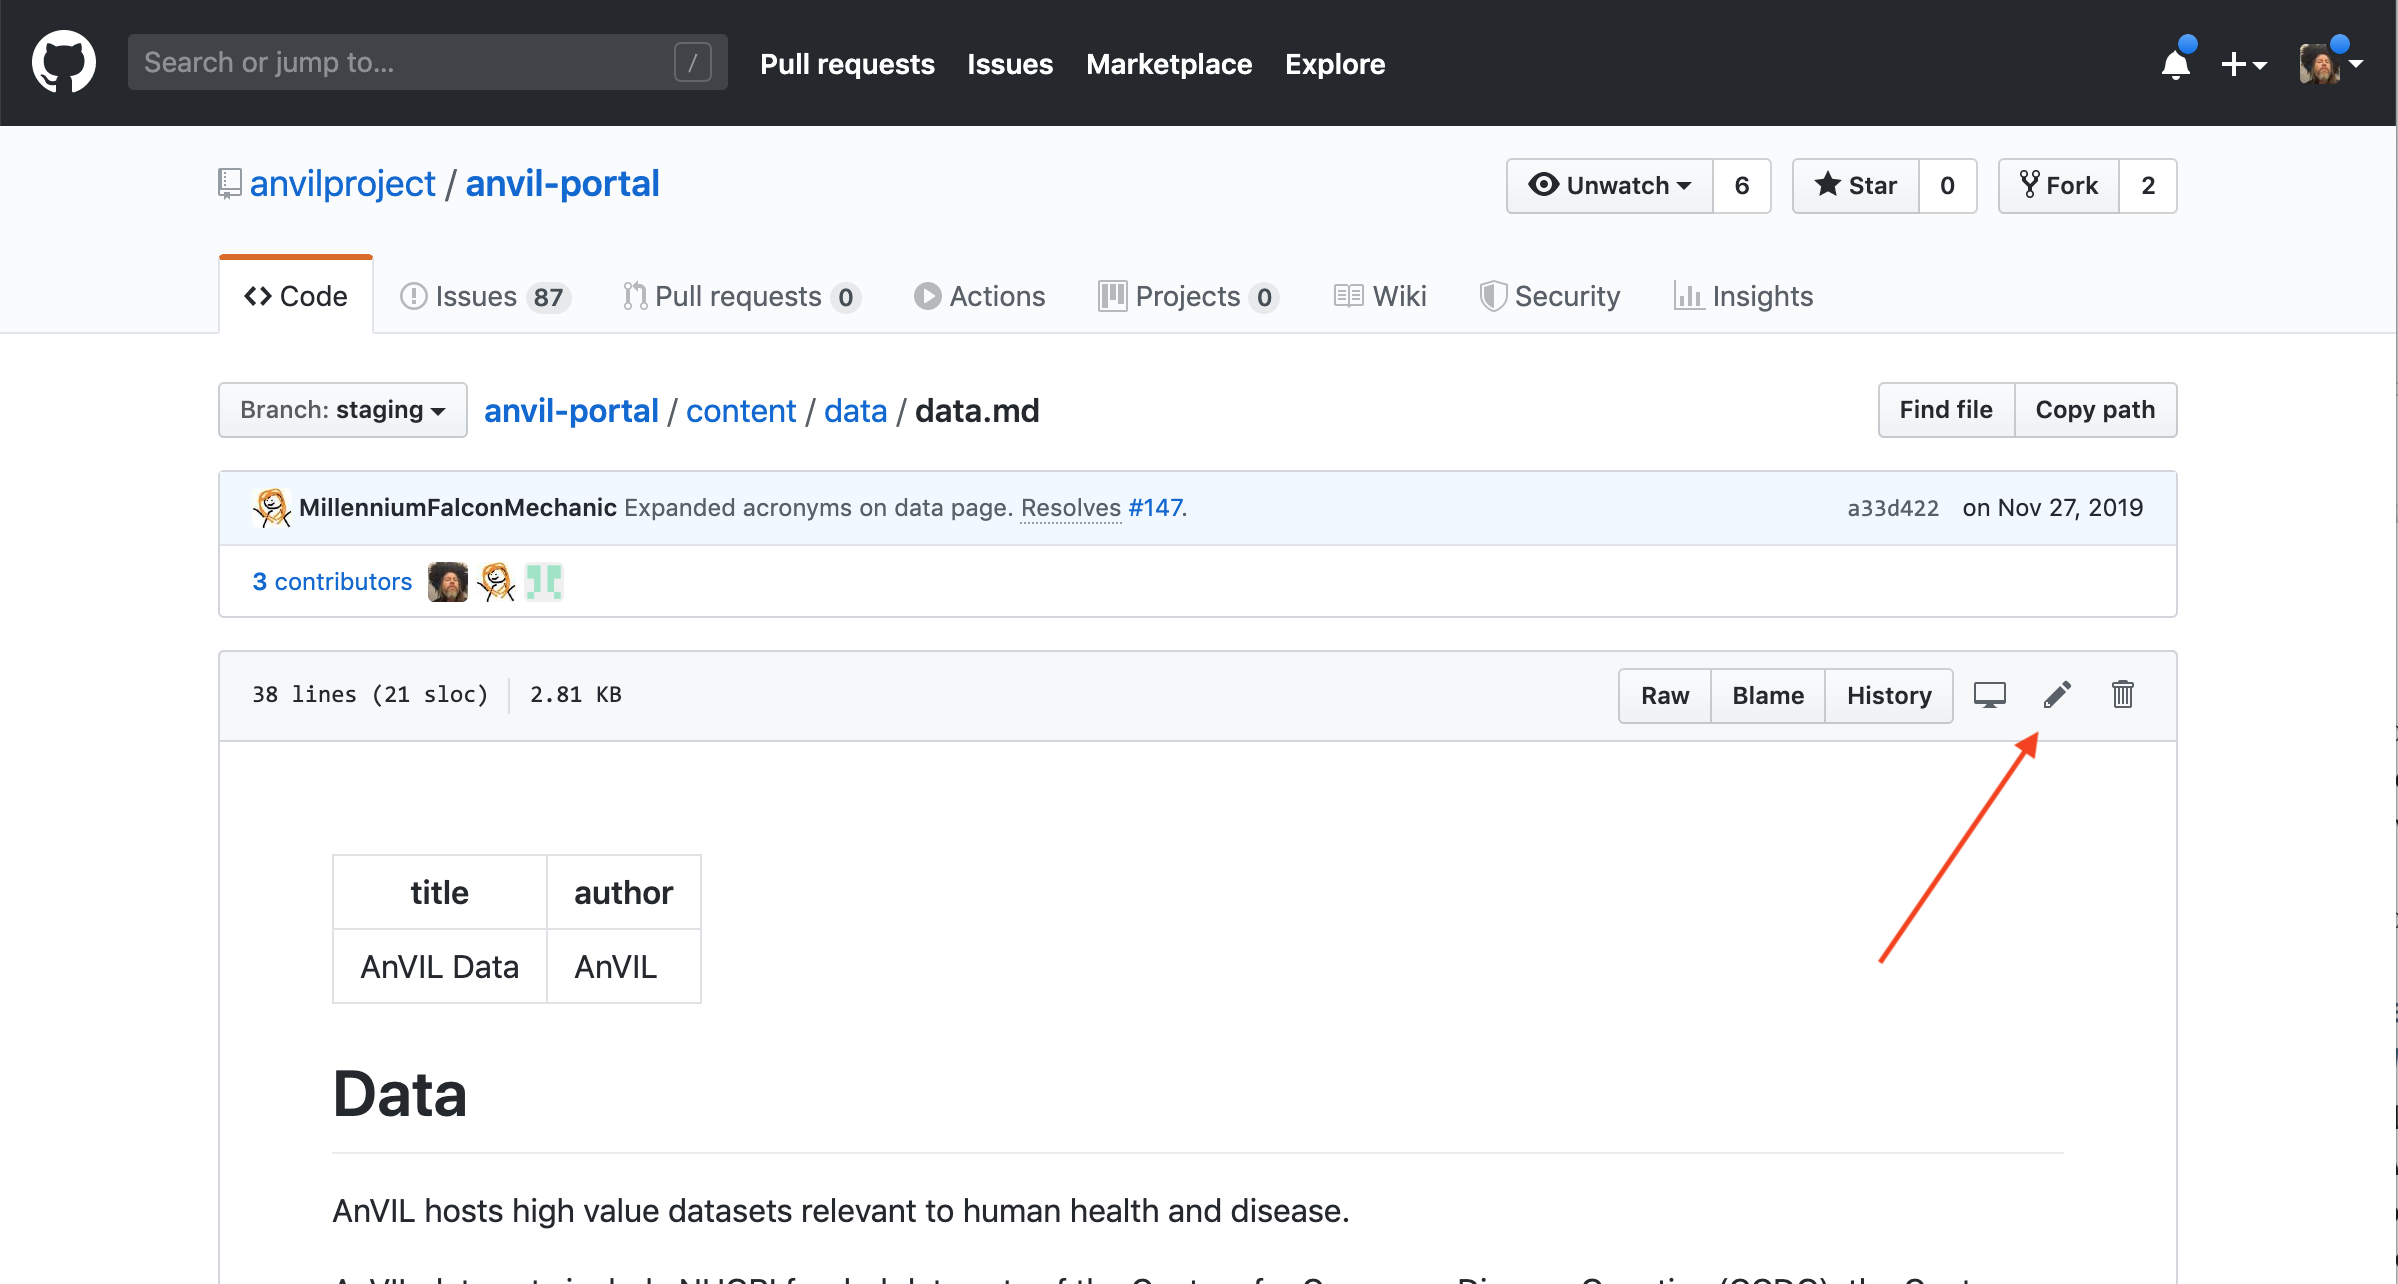 Search or jump to... / Pull requests Issues Marketplace Explore
anvilproject / anvil-portal Unwatch 6 Star 0 Fork 2
Code Issues 87 Pull requests 0 Actions Projects 0 Wiki Security Insights
Branch: staging anvil-portal / content / data / data.md Find file Copy path
MillenniumFalconMechanic Expanded acronyms on data page. Resolves #147. a33d422 on Nov 27, 2019
3 contributors
38 lines (21 sloc) 2.81 KB Raw Blame History
title author
AnVIL Data AnVIL
Data
AnVIL hosts high value datasets relevant to human health and disease.